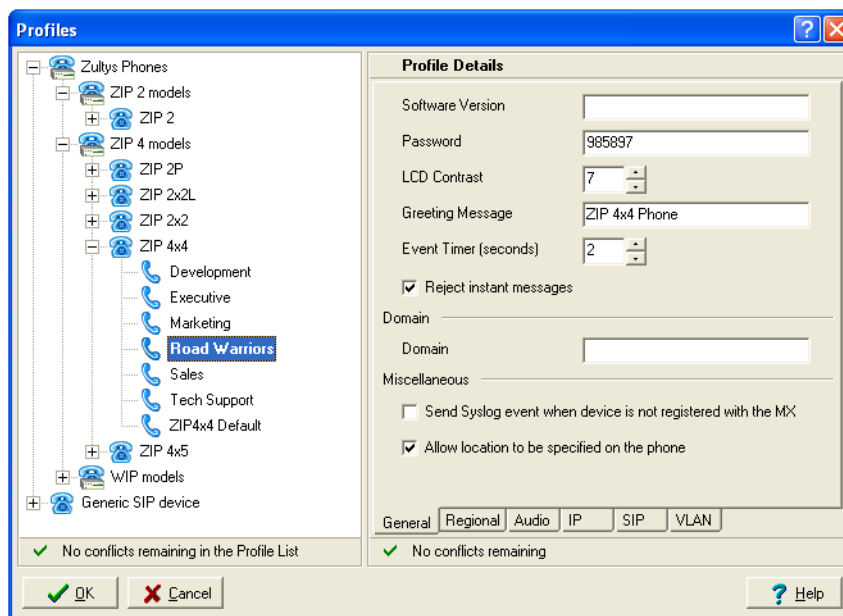 Profiles
Zultys Phones
ZIP 2 models
ZIP 2
ZIP 4 models
ZIP 2P
ZIP 2x2L
ZIP 2x2
ZIP 4x4
Development
Executive
Marketing
Road Warriors
Sales
Tech Support
ZIP4x4 Default
ZIP 4x5
WIP models
Generic SIP device
No conflicts remaining in the Profile List
Profile Details
Software Version
Password 985897
LCD Contrast 7
Greeting Message ZIP 4x4 Phone
Event Timer (seconds) 2
Reject instant messages
Domain
Domain
Miscellaneous
Send Syslog event when device is not registered with the MX
Allow location to be specified on the phone
General Regional Audio IP SIP VLAN
No conflicts remaining
OK Cancel ? Help